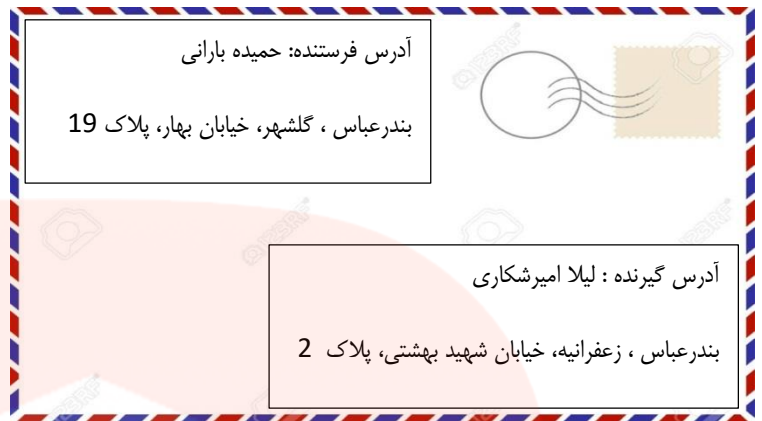 آدرس فرستنده: حمیده بارانی
بندرعباس ، گلشهر، خیابان بهار، پلاک 19
آدرس گیرنده : لیلا امیرشکاری
بندرعباس ، زعفرانیه، خیابان شهید بهشتی، پلاک 2